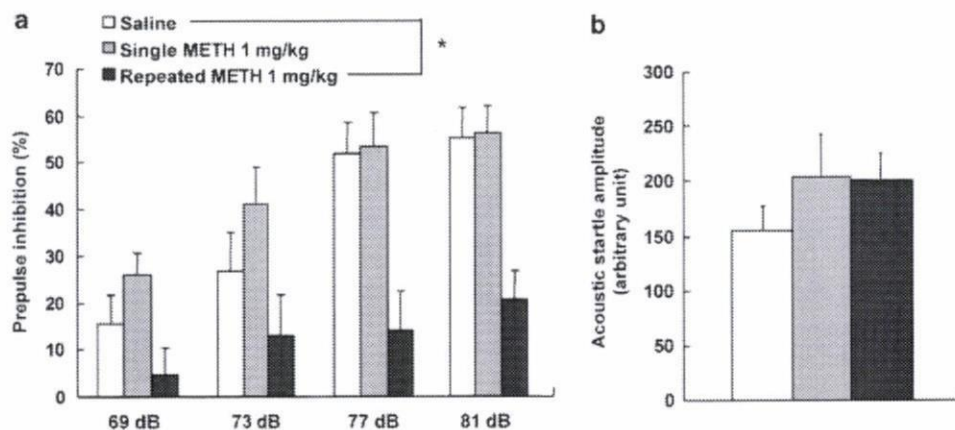 a
Saline
*
Single METH 1 mg/kg
Repeated METH 1 mg/kg
Prepulse inhibition (%)
70
60
50
40
30
20
10
0
69 dB
73 dB
77 dB
81 dB
b
Acoustic startle amplitude
(arbitrary unit)
300
250
200
150
100
50
0